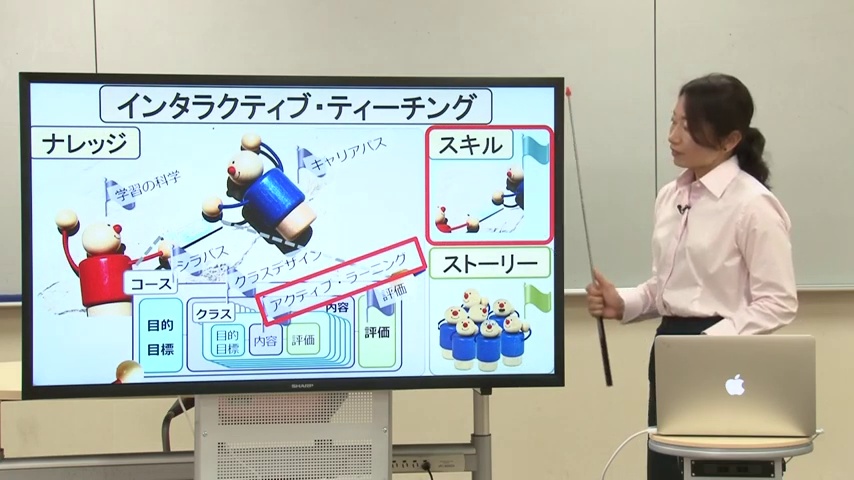 インタラクティブ・ティーチング
ナレッジ
スキル
キャリアパス
学習の科学
シラバス
クラスデザイン
アクティブ・ラーニング
ストーリー
コース
評価
内容
クラス
目的
目標
目的
目標
内容
評価
評価
SHARP